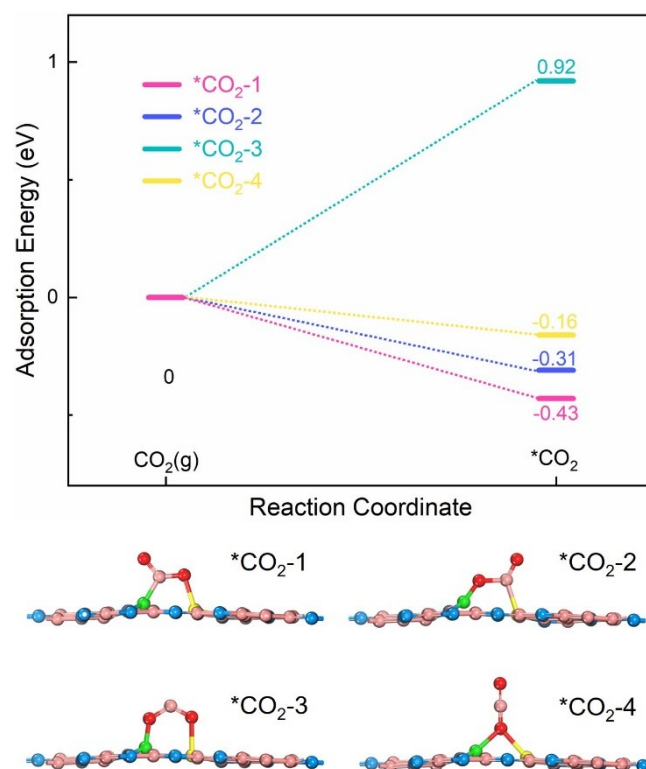 Adsorption Energy (eV)
1
0
*CO₂-1
*CO₂-2
*CO₂-3
*CO₂-4
0.92
-0.16
-0.31
-0.43
0
CO₂(g)
*CO₂
Reaction Coordinate
*CO₂-1
*CO₂-2
*CO₂-3
*CO₂-4